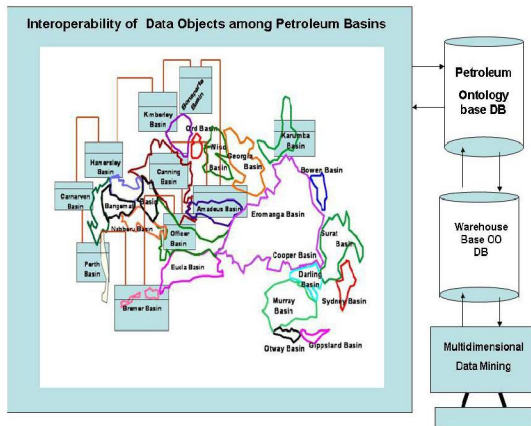 Interoperability of Data Objects among Petroleum Basins
Petroleum
Ontology
base DB
Warehouse
Base OO
DB
Multidimensional
Data Mining
Bonaparte
Basin
Kmberley
Basin
Ord Basin
Wiso
Basin
Georgia
Basin
Karumba
Basin
Hamersley
Basin
Canning
Basin
Bowen Basin
Carnarven
Basin
Bangemall
Basin
Amadeus Basin
Eromanga Basin
Nabberu Basin
Officer
Basin
Surat
Basin
Perth
Basin
Eucla Basin
Cooper Basin
Darling
Basin
Bremer Basin
Murray
Basin
Sydney Basin
Otway Basin
Gippsland Basin